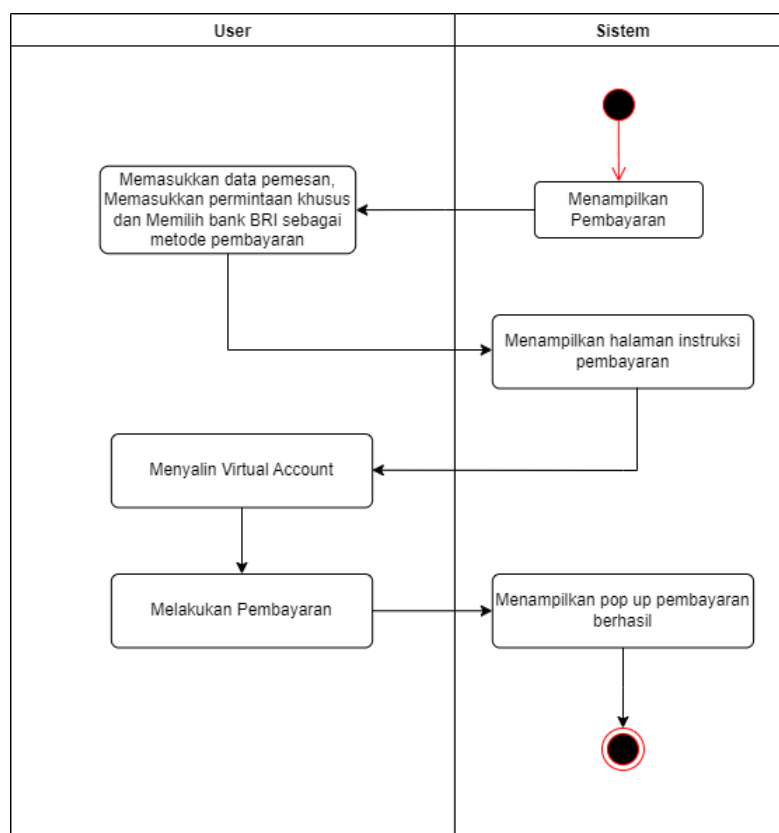 User
Sistem
Memasukkan data pemesan,
Memasukkan permintaan khusus
dan Memilih bank BRI sebagai
metode pembayaran
Menampilkan
Pembayaran
Menampilkan halaman instruksi
pembayaran
Menyalin Virtual Account
Melakukan Pembayaran
Menampilkan pop up pembayaran
berhasil